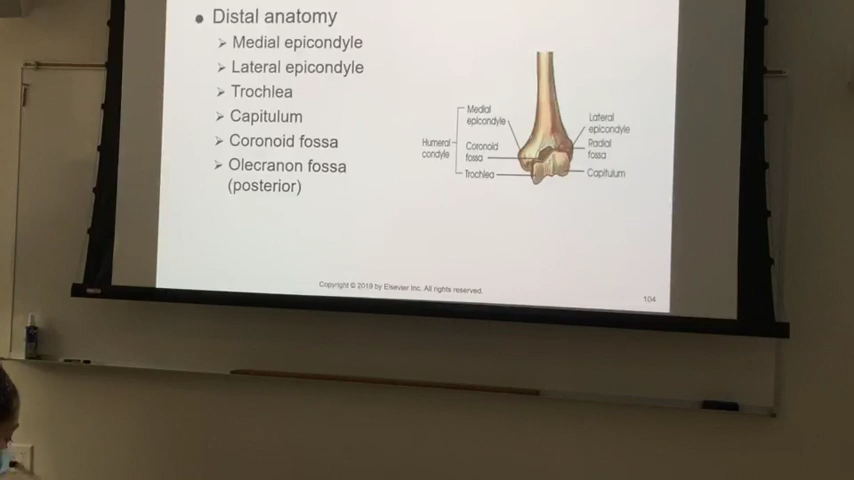 Distal anatomy
Medial epicondyle
Lateral epicondyle
Trochlea
Capitulum
Coronoid fossa
Olecranon fossa
(posterior)
Humeral
condyle
Medial
epicondyle
Coronoid
fossa
Trochlea
Lateral
epicondyle
Radial
fossa
Capitulum
Copyright © 2019 by Elsevier Inc. All rights reserved.
104